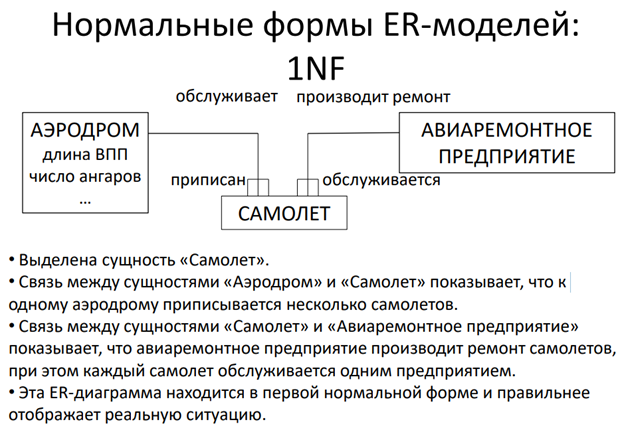 Нормальные формы ER-моделей:
1NF
обслуживает производит ремонт
АЭРОДРОМ
длина ВПП
число ангаров
...
АВИАРЕМОНТНОЕ
ПРЕДПРИЯТИЕ
приписан обслуживается
САМОЛЕТ
• Выделена сущность «Самолет».
• Связь между сущностями «Аэродром» и «Самолет» показывает, что к
одному аэродрому приписывается несколько самолетов.
• Связь между сущностями «Самолет» и «Авиаремонтное предприятие»
показывает, что авиаремонтное предприятие производит ремонт самолетов,
при этом каждый самолет обслуживается одним предприятием.
• Эта ER-диаграмма находится в первой нормальной форме и правильнее
отображает реальную ситуацию.